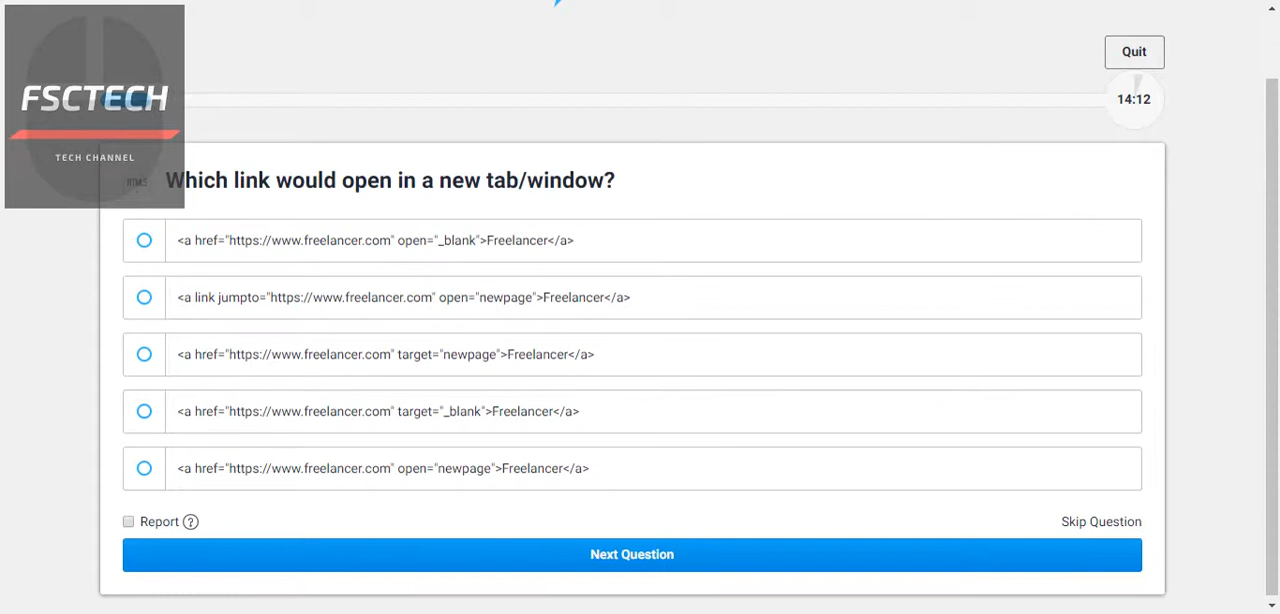 Quit
FSCTECH
14:12
TECH CHANNEL
HTML5
Which link would open in a new tab/window?
<a href="https://www.freelancer.com" open="_blank">Freelancer</a>
<a link jumpto="https://www.freelancer.com" open="newpage">Freelancer</a>
<a href="https://www.freelancer.com" target="newpage">Freelancer</a>
<a href="https://www.freelancer.com" target="_blank">Freelancer</a>
<a href="https://www.freelancer.com" open="newpage">Freelancer</a>
Report ?
Skip Question
Next Question